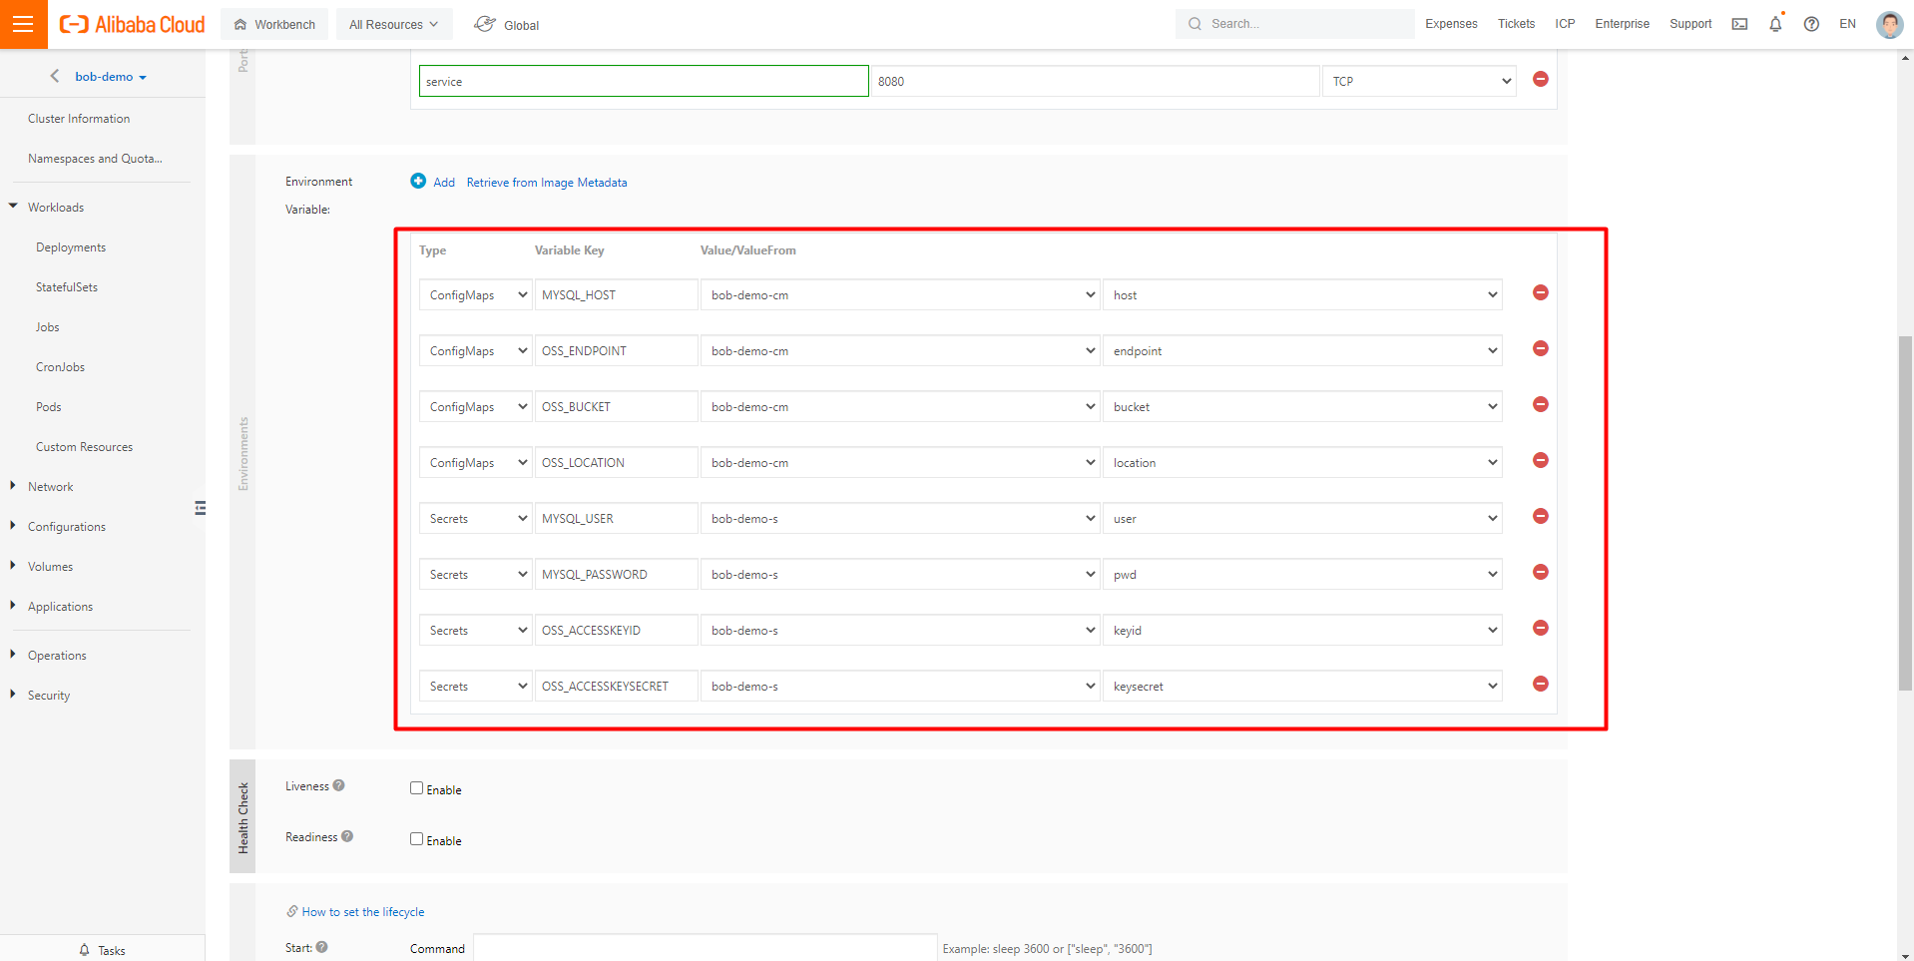 Alibaba Cloud
Workbench
All Resources
Global
Search...
Expenses
Tickets
ICP
Enterprise
Support
EN
bob-demo
Cluster Information
Namespaces and Quota...
Workloads
Deployments
StatefulSets
Jobs
CronJobs
Pods
Custom Resources
Network
Configurations
Volumes
Applications
Operations
Security
Tasks
Port
service 8080 TCP
Environments
Environment
Variable:
Add Retrieve from Image Metadata
Type Variable Key Value/ValueFrom
ConfigMaps MYSQL_HOST bob-demo-cm host
ConfigMaps OSS_ENDPOINT bob-demo-cm endpoint
ConfigMaps OSS_BUCKET bob-demo-cm bucket
ConfigMaps OSS_LOCATION bob-demo-cm location
Secrets MYSQL_USER bob-demo-s user
Secrets MYSQL_PASSWORD bob-demo-s pwd
Secrets OSS_ACCESSKEYID bob-demo-s keyid
Secrets OSS_ACCESSKEYSECRET bob-demo-s keysecret
Health Check
Liveness Enable
Readiness Enable
How to set the lifecycle
Start: Command Example: sleep 3600 or ["sleep", "3600"]